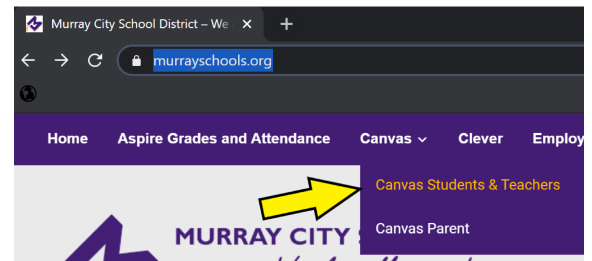 Murray City School District – We
murrayschools.org
Home Aspire Grades and Attendance Canvas Clever Employ
Canvas Students & Teachers
Canvas Parent
MURRAY CITY